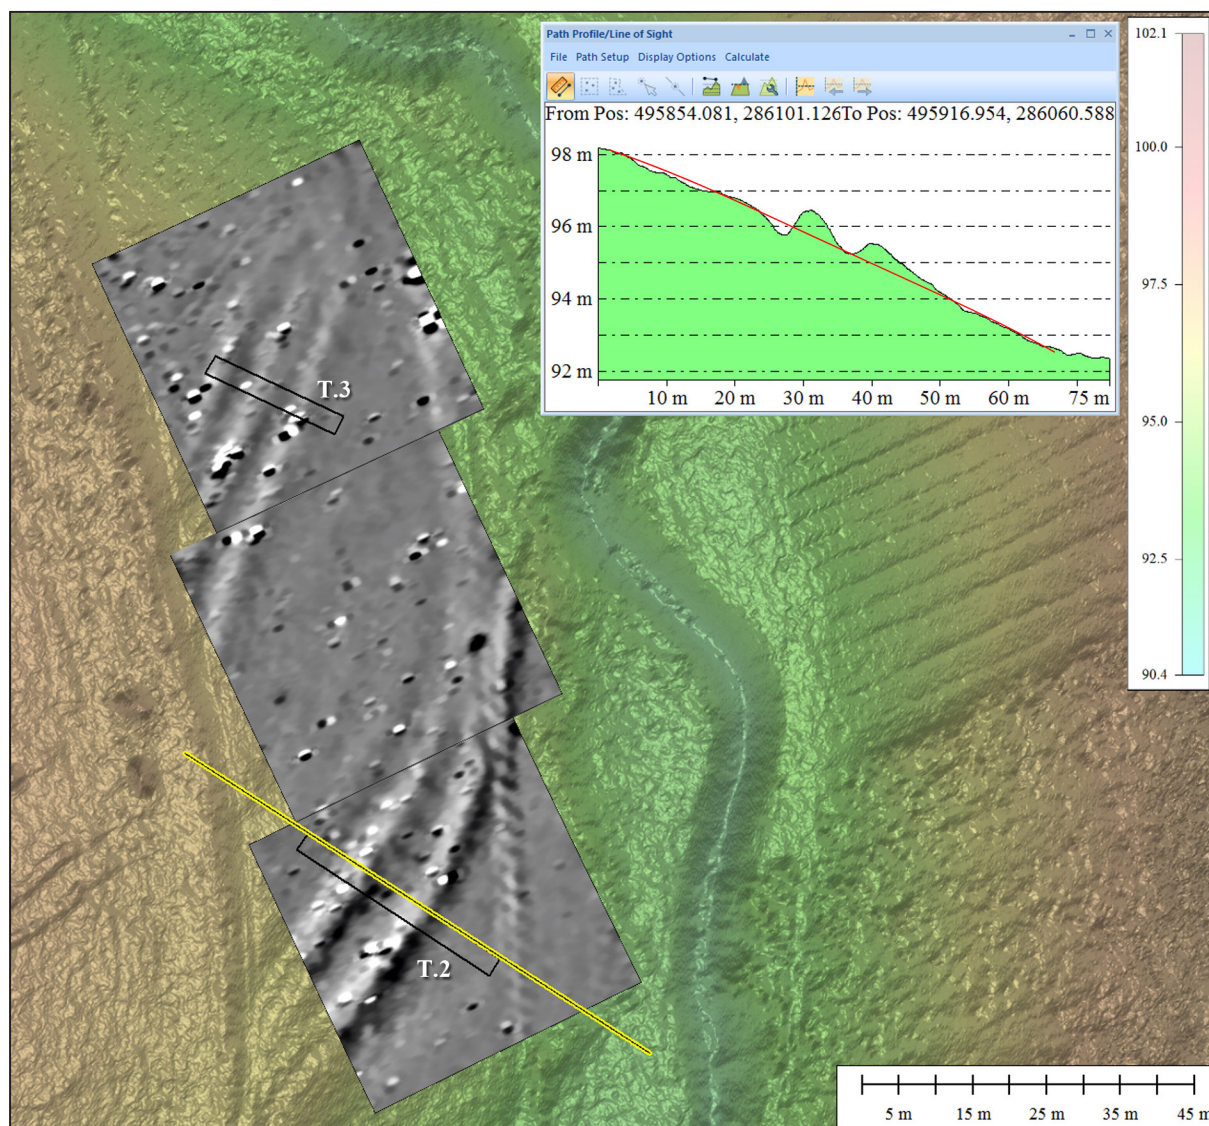 Path Profile/Line of Sight
File Path Setup Display Options Calculate
From Pos: 495854.081, 286101.126To Pos: 495916.954, 286060.588
98 m
96 m
94 m
92 m
10 m 20 m 30 m 40 m 50 m 60 m 75 m
102.1
100.0
97.5
95.0
92.5
90.4
T.3
T.2
5 m 15 m 25 m 35 m 45 m